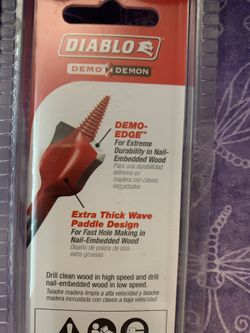 DIABLO
DEMO DEMON
DEMO-
EDGE™
For Extreme
Durability in Nail-
Embedded Wood
Para una durabilidad
extrema en
madera con clavos
incrustados
Extra Thick Wave
Paddle Design
For Fast Hole Making in
Nail-Embedded Wood
Diseño de paleta de olas
extra gruesas
Drill clean wood in high speed and drill
nail-embedded wood in low speed.
Taladre madera limpia a alta velocidad y taladre
madera incrustada con clavos a baja velocidad.